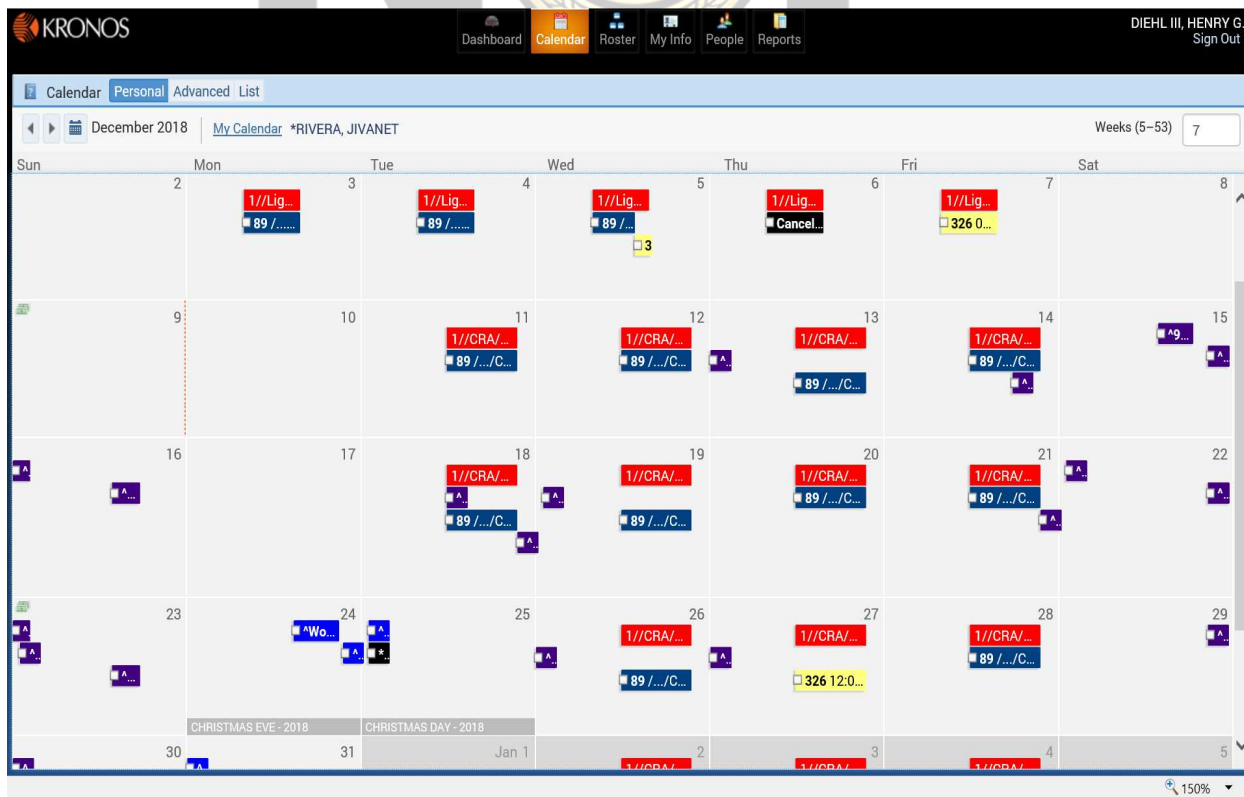 KRONOS
Dashboard Calendar Roster My Info People Reports
DIEHL III, HENRY G.
Sign Out
Calendar Personal Advanced List
December 2018 My Calendar *RIVERA, JIVANET Weeks (5–53) 7
Sun Mon Tue Wed Thu Fri Sat
2 3 4 5 6 7 8
1//Lig... 1//Lig... 1//Lig... 1//Lig... 1//Lig...
89 /...... 89 /...... 89 /... Cancel... 326 0...
3
9 10 11 12 13 14 15
1//CRA/... 1//CRA/... 1//CRA/... 1//CRA/... ^9...
89 /.../C... 89 /.../C... ^.. 89 /.../C... ^..
89 /.../C... ^..
16 17 18 19 20 21 22
^ 1//CRA/... 1//CRA/... 1//CRA/... 1//CRA/... ^..
^... ^.. ^.. 89 /.../C... 89 /.../C... ^..
89 /.../C... 89 /.../C... ^..
^..
23 24 25 26 27 28 29
^ ^Wo... ^.. 1//CRA/... 1//CRA/... 1//CRA/... ^..
^.. ^.. *.. ^.. ^.. 89 /.../C...
^... 89 /.../C... 326 12:0...
CHRISTMAS EVE - 2018 CHRISTMAS DAY - 2018
30 31 Jan 1 2 3 4 5
1//CRA/... 1//CRA/... 1//CRA/...
150%